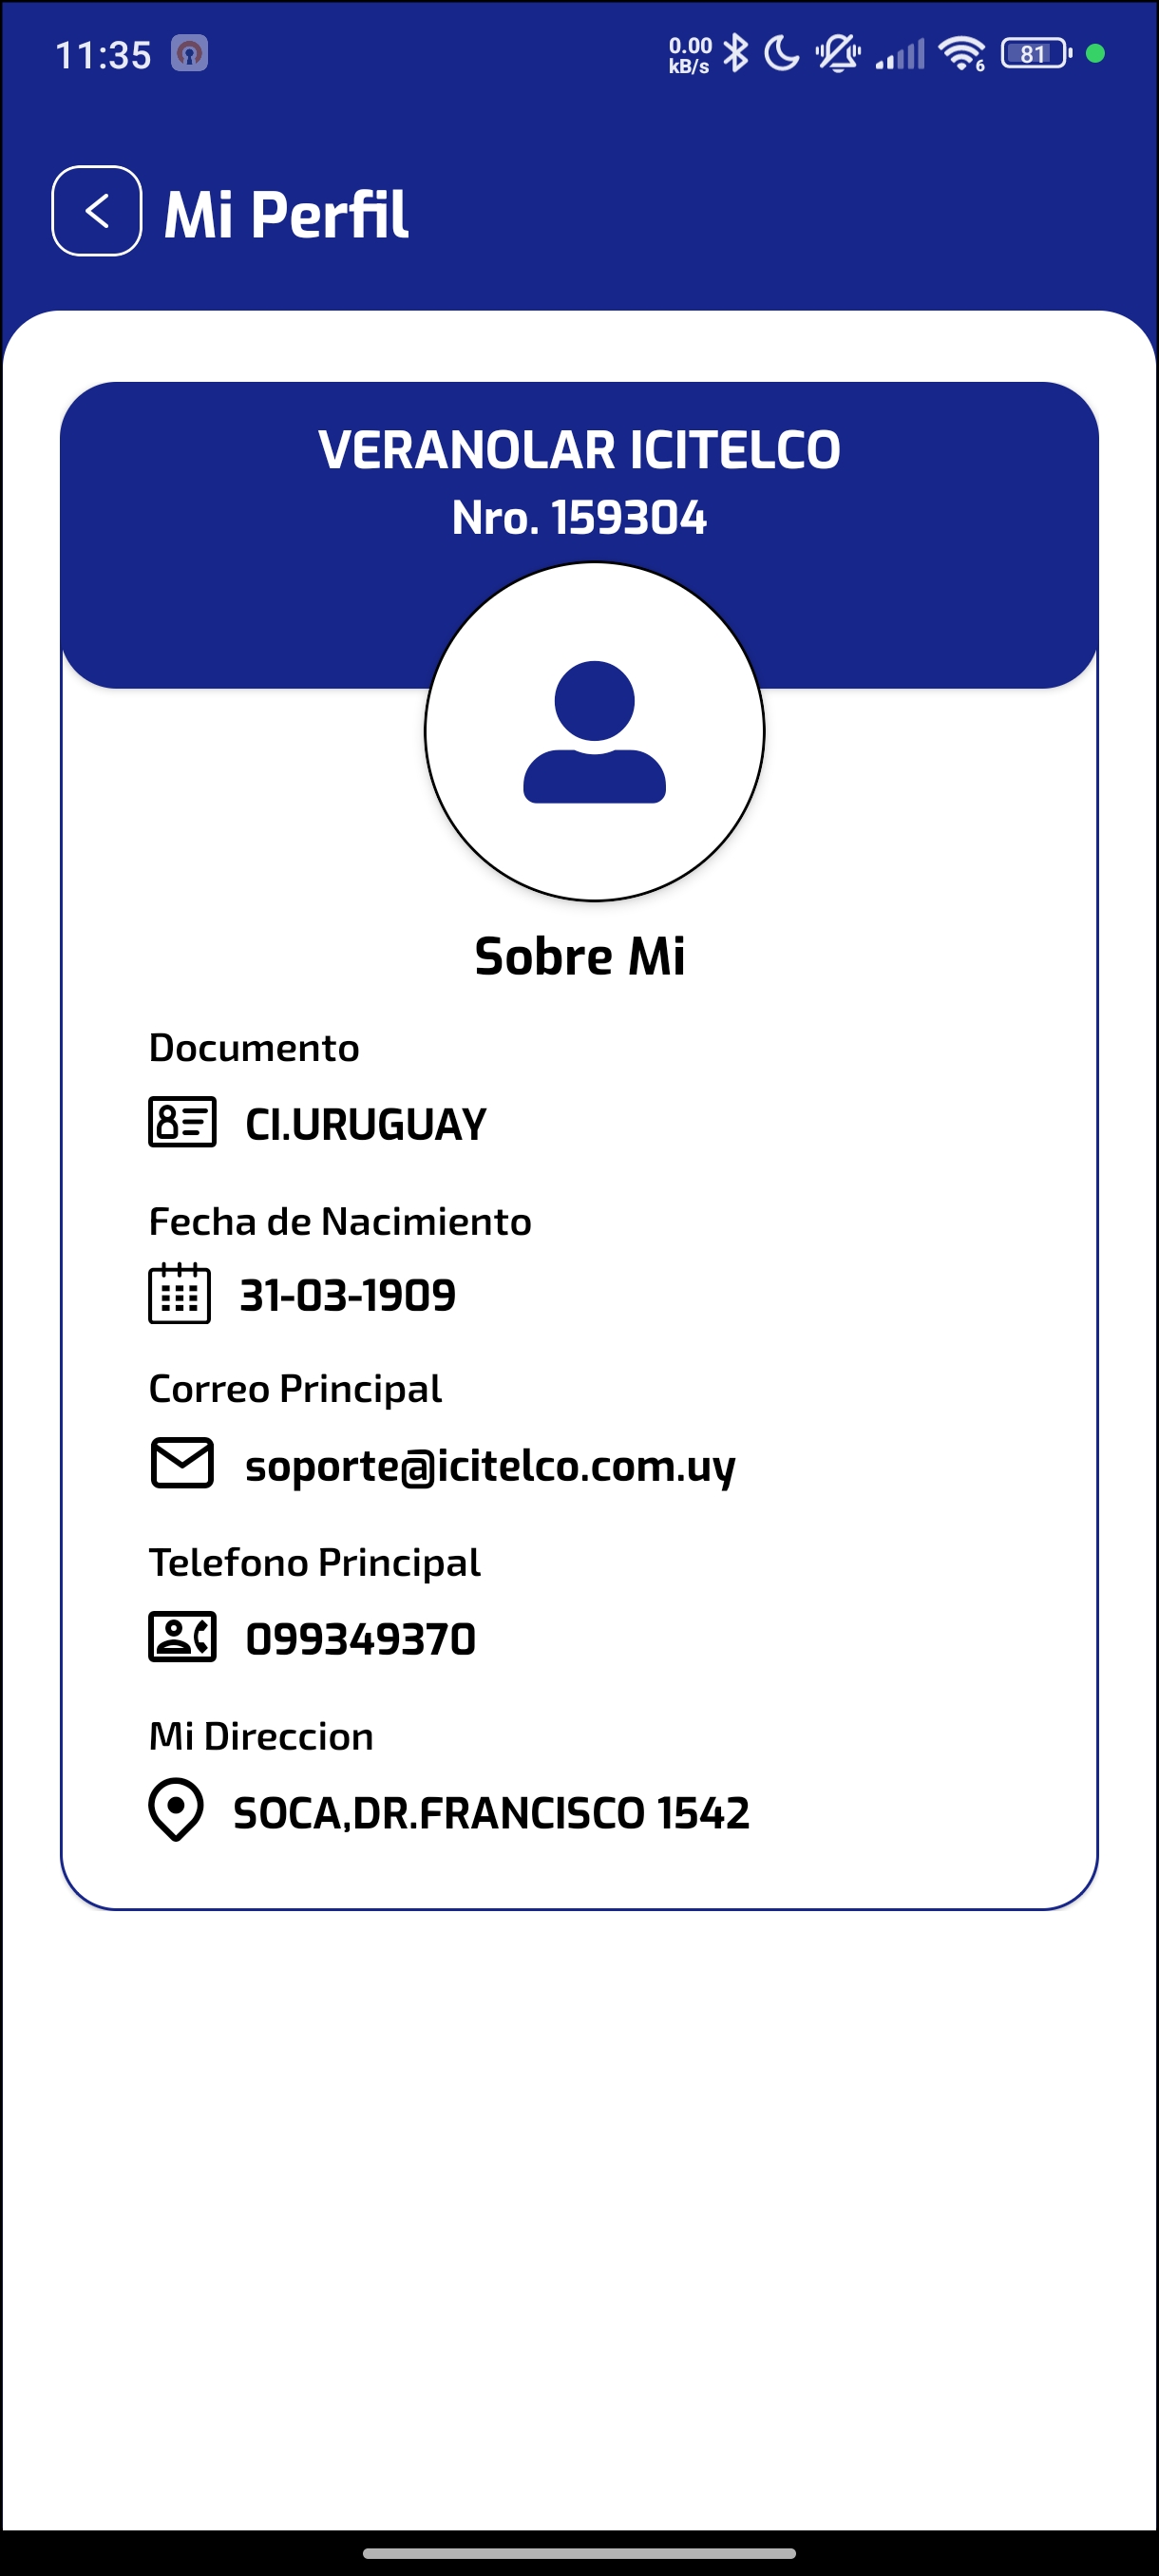 11:35
0.00
kB/s
6
81
Mi Perfil
VERANOLAR ICITELCO
Nro. 159304
Sobre Mi
Documento
CI.URUGUAY
Fecha de Nacimiento
31-03-1909
Correo Principal
soporte@icitelco.com.uy
Telefono Principal
099349370
Mi Direccion
SOCA,DR.FRANCISCO 1542